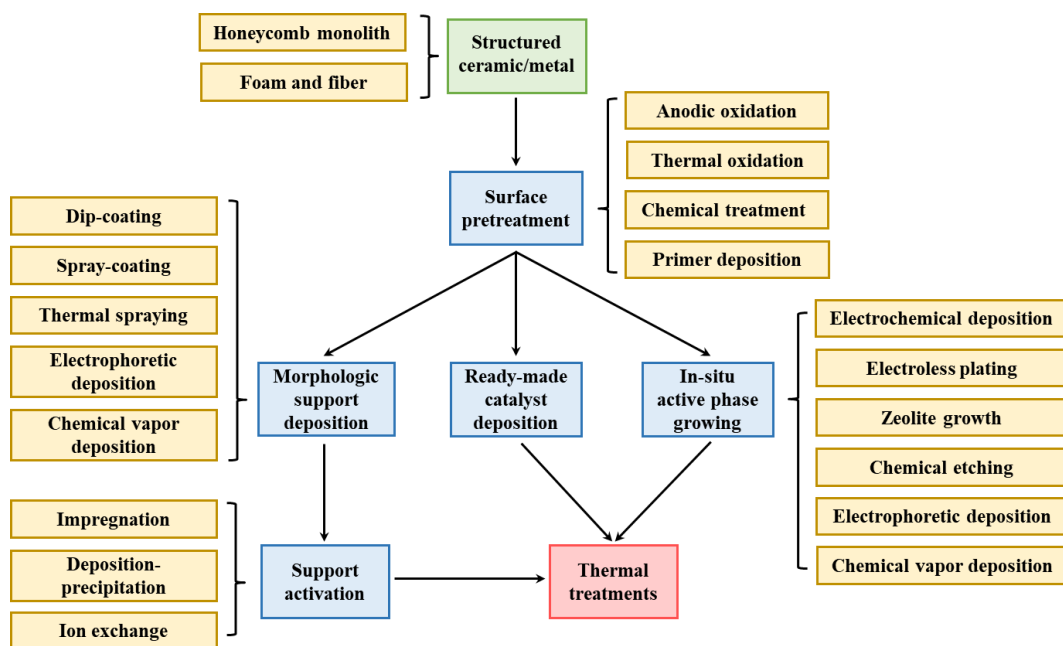 Honeycomb monolith
Foam and fiber
Structured
ceramic/metal
Anodic oxidation
Thermal oxidation
Chemical treatment
Primer deposition
Surface
pretreatment
Dip-coating
Spray-coating
Thermal spraying
Electrophoretic
deposition
Chemical vapor
deposition
Morphologic
support
deposition
Ready-made
catalyst
deposition
In-situ
active phase
growing
Electrochemical deposition
Electroless plating
Zeolite growth
Chemical etching
Electrophoretic deposition
Chemical vapor deposition
Impregnation
Deposition-
precipitation
Ion exchange
Support
activation
Thermal
treatments